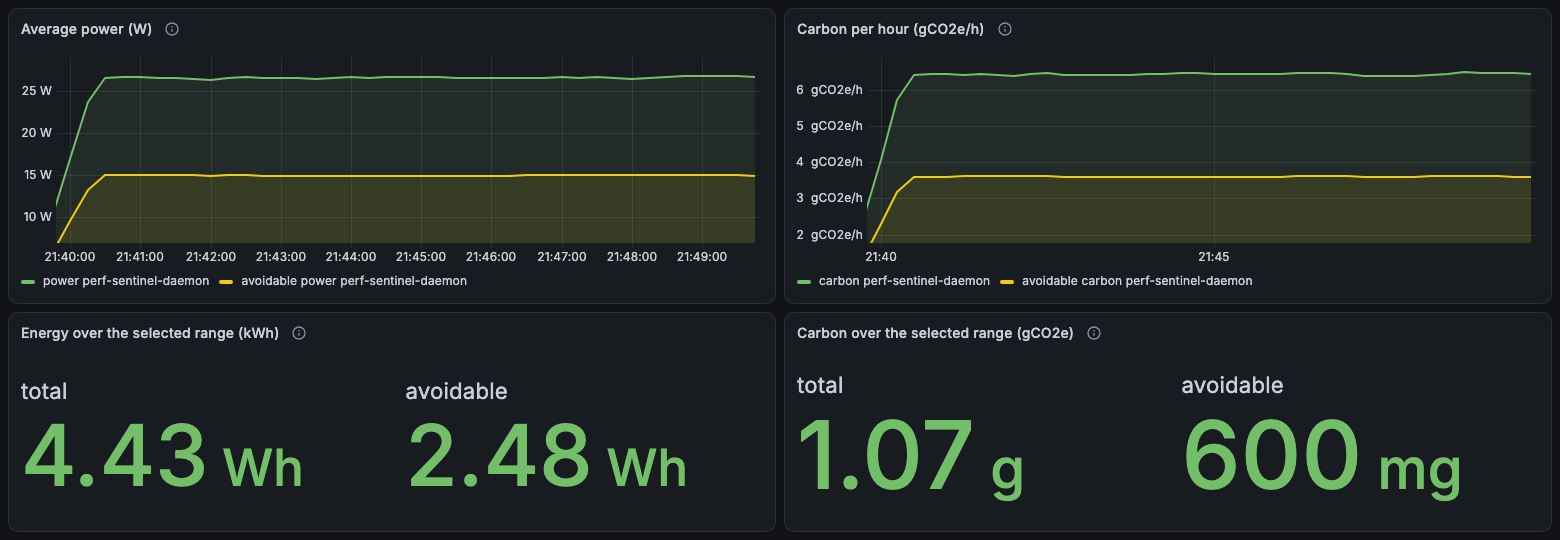 Average power (W)
25 W
20 W
15 W
10 W
21:40:00 21:41:00 21:42:00 21:43:00 21:44:00 21:45:00 21:46:00 21:47:00 21:48:00 21:49:00
power perf-sentinel-daemon avoidable power perf-sentinel-daemon
Carbon per hour (gCO2e/h)
6 gCO2e/h
5 gCO2e/h
4 gCO2e/h
3 gCO2e/h
2 gCO2e/h
21:40 21:45
carbon perf-sentinel-daemon avoidable carbon perf-sentinel-daemon
Energy over the selected range (kWh)
total avoidable
4.43 Wh 2.48 Wh
Carbon over the selected range (gCO2e)
total avoidable
1.07 g 600 mg